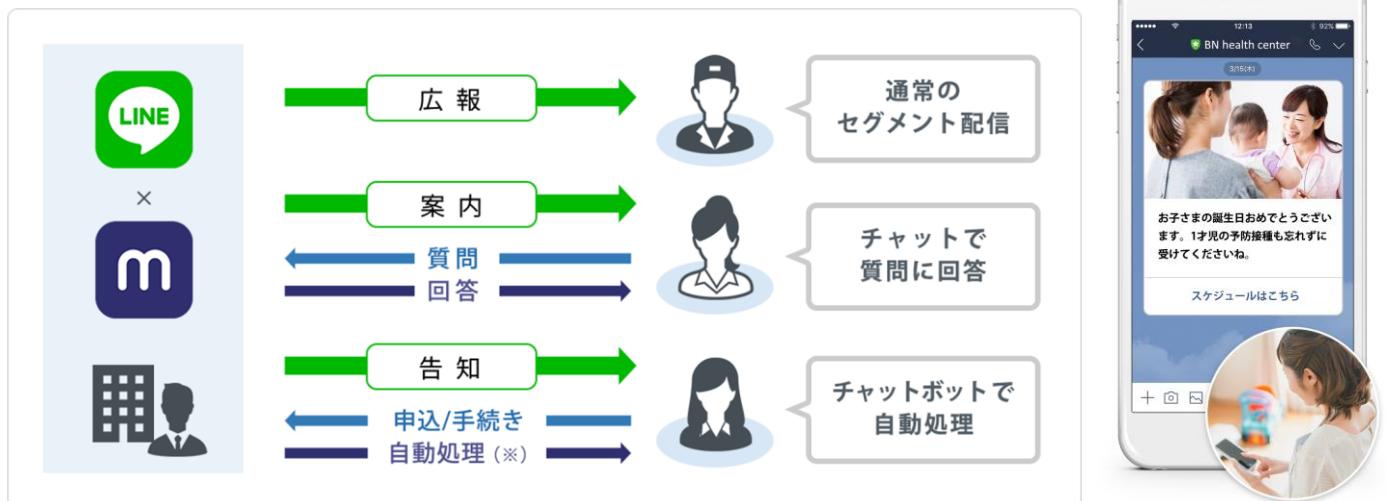 LINE
×
m
広報
通常の
セグメント配信
案内
質問
回答
チャットで
質問に回答
告知
申込/手続き
自動処理(※)
チャットボットで
自動処理
12:13
92%
BN health center
3/15(木)
お子さまの誕生日おめでとうござい
ます。1才児の予防接種も忘れずに
受けてくださいね。
スケジュールはこちら